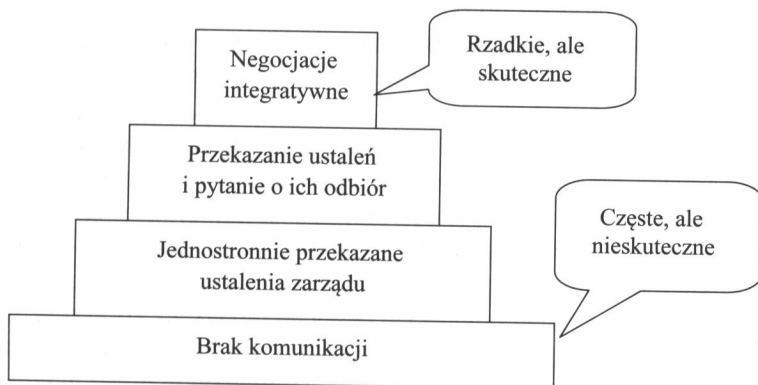 Negocjacje
integratywne
Rzadkie, ale
skuteczne
Przekazanie ustaleń
i pytanie o ich odbiór
Jednostronnie przekazane
ustalenia zarządu
Częste, ale
nieskuteczne
Brak komunikacji